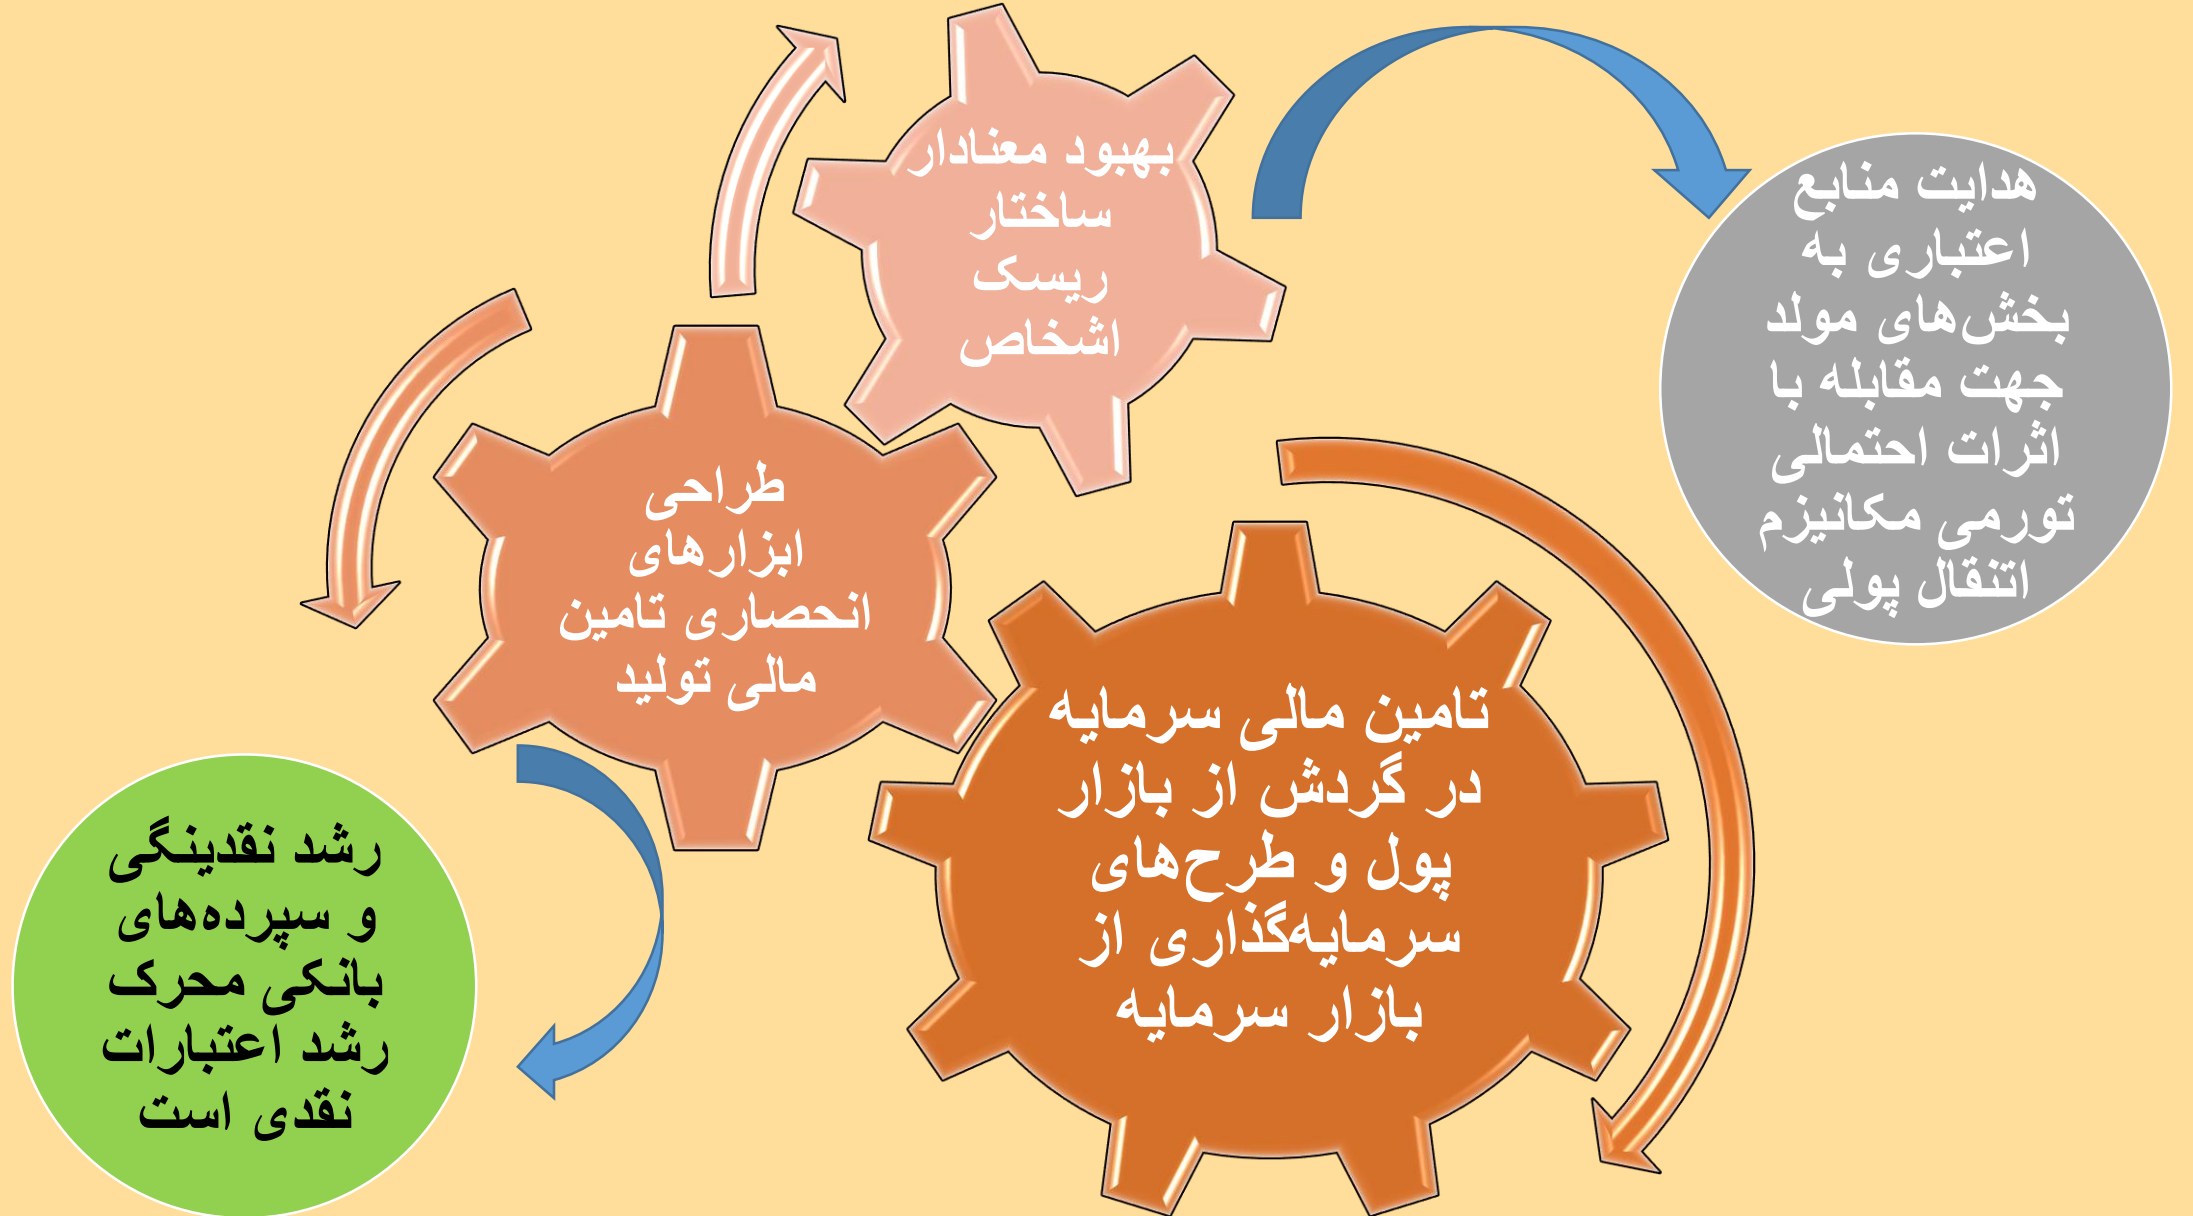 بهبود معنادار
ساختار
ریسک
اشخاص
هدایت منابع
اعتباری به
بخش‌های مولد
جهت مقابله با
اثرات احتمالی
تورمی مکانیزم
اتنقال پولی
طراحی
ابزارهای
انحصاری تامین
مالی تولید
تامین مالی سرمایه
در گردش از بازار
پول و طرح‌های
سرمایه‌گذاری از
بازار سرمایه
رشد نقدینگی
و سپرده‌های
بانکی محرک
رشد اعتبارات
نقدی است